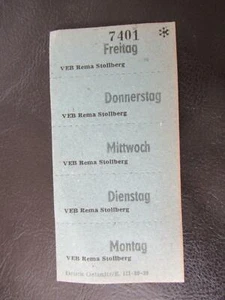 7401 *
Freitag
VEB Rema Stollberg
Donnerstag
VEB Rema Stollberg
Mittwoch
VEB Rema Stollberg
Dienstag
VEB Rema Stollberg
Montag
VEB Rema Stollberg